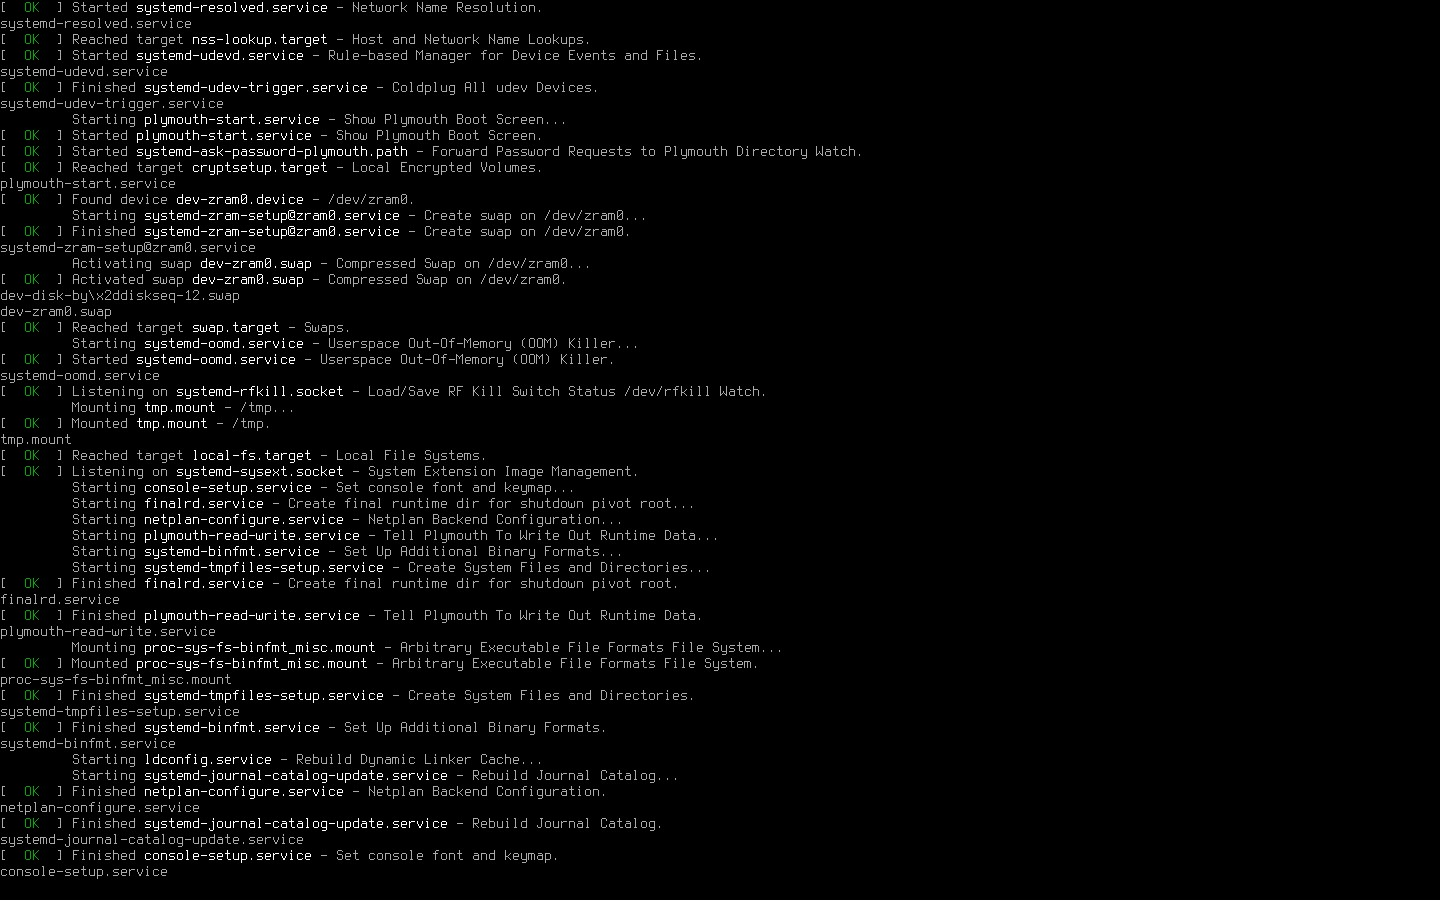 [  OK  ] Started systemd-resolved.service - Network Name Resolution.
systemd-resolved.service
[  OK  ] Reached target nss-lookup.target - Host and Network Name Lookups.
[  OK  ] Started systemd-udevd.service - Rule-based Manager for Device Events and Files.
systemd-udevd.service
[  OK  ] Finished systemd-udev-trigger.service - Coldplug All udev Devices.
systemd-udev-trigger.service
         Starting plymouth-start.service - Show Plymouth Boot Screen...
[  OK  ] Started plymouth-start.service - Show Plymouth Boot Screen.
[  OK  ] Started systemd-ask-password-plymouth.path - Forward Password Requests to Plymouth Directory Watch.
[  OK  ] Reached target cryptsetup.target - Local Encrypted Volumes.
plymouth-start.service
[  OK  ] Found device dev-zram0.device - /dev/zram0.
         Starting systemd-zram-setup@zram0.service - Create swap on /dev/zram0...
[  OK  ] Finished systemd-zram-setup@zram0.service - Create swap on /dev/zram0.
systemd-zram-setup@zram0.service
         Activating swap dev-zram0.swap - Compressed Swap on /dev/zram0...
[  OK  ] Activated swap dev-zram0.swap - Compressed Swap on /dev/zram0.
dev-disk-by\x2ddiskseq-12.swap
dev-zram0.swap
[  OK  ] Reached target swap.target - Swaps.
         Starting systemd-oomd.service - Userspace Out-Of-Memory (OOM) Killer...
[  OK  ] Started systemd-oomd.service - Userspace Out-Of-Memory (OOM) Killer.
systemd-oomd.service
[  OK  ] Listening on systemd-rfkill.socket - Load/Save RF Kill Switch Status /dev/rfkill Watch.
         Mounting tmp.mount - /tmp...
[  OK  ] Mounted tmp.mount - /tmp.
tmp.mount
[  OK  ] Reached target local-fs.target - Local File Systems.
[  OK  ] Listening on systemd-sysext.socket - System Extension Image Management.
         Starting console-setup.service - Set console font and keymap...
         Starting finalrd.service - Create final runtime dir for shutdown pivot root...
         Starting netplan-configure.service - Netplan Backend Configuration...
         Starting plymouth-read-write.service - Tell Plymouth To Write Out Runtime Data...
         Starting systemd-binfmt.service - Set Up Additional Binary Formats...
         Starting systemd-tmpfiles-setup.service - Create System Files and Directories...
[  OK  ] Finished finalrd.service - Create final runtime dir for shutdown pivot root.
finalrd.service
[  OK  ] Finished plymouth-read-write.service - Tell Plymouth To Write Out Runtime Data.
plymouth-read-write.service
         Mounting proc-sys-fs-binfmt_misc.mount - Arbitrary Executable File Formats File System...
[  OK  ] Mounted proc-sys-fs-binfmt_misc.mount - Arbitrary Executable File Formats File System.
proc-sys-fs-binfmt_misc.mount
[  OK  ] Finished systemd-tmpfiles-setup.service - Create System Files and Directories.
systemd-tmpfiles-setup.service
[  OK  ] Finished systemd-binfmt.service - Set Up Additional Binary Formats.
systemd-binfmt.service
         Starting ldconfig.service - Rebuild Dynamic Linker Cache...
         Starting systemd-journal-catalog-update.service - Rebuild Journal Catalog...
[  OK  ] Finished netplan-configure.service - Netplan Backend Configuration.
netplan-configure.service
[  OK  ] Finished systemd-journal-catalog-update.service - Rebuild Journal Catalog.
systemd-journal-catalog-update.service
[  OK  ] Finished console-setup.service - Set console font and keymap.
console-setup.service